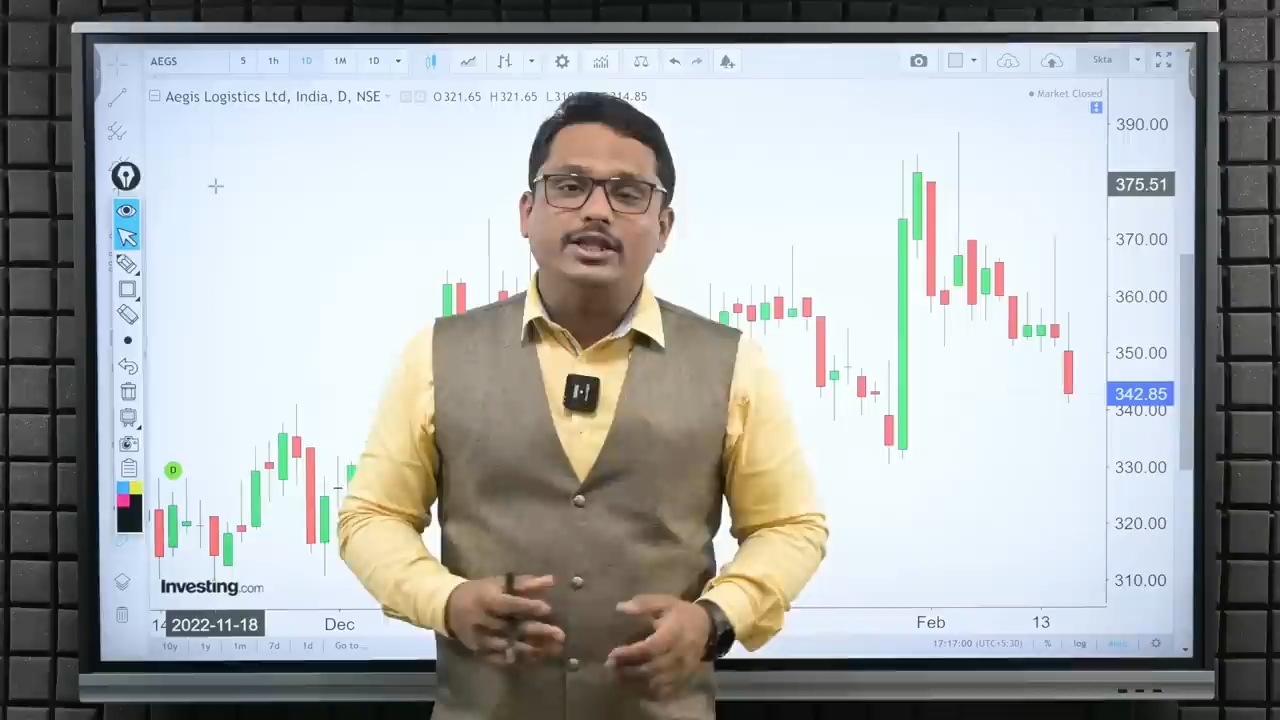 AEGS 5 1h 1D 1M 1D Skta
Aegis Logistics Ltd, India, D, NSE O321.65 H321.65
Market Closed
390.00
375.51
370.00
360.00
350.00
342.85
340.00
330.00
320.00
310.00
D
Investing.com
2022-11-18 Dec Feb 13
10y 1y 1m 7d 1d Go to... 17:17:00 (UTC+5:30) % log